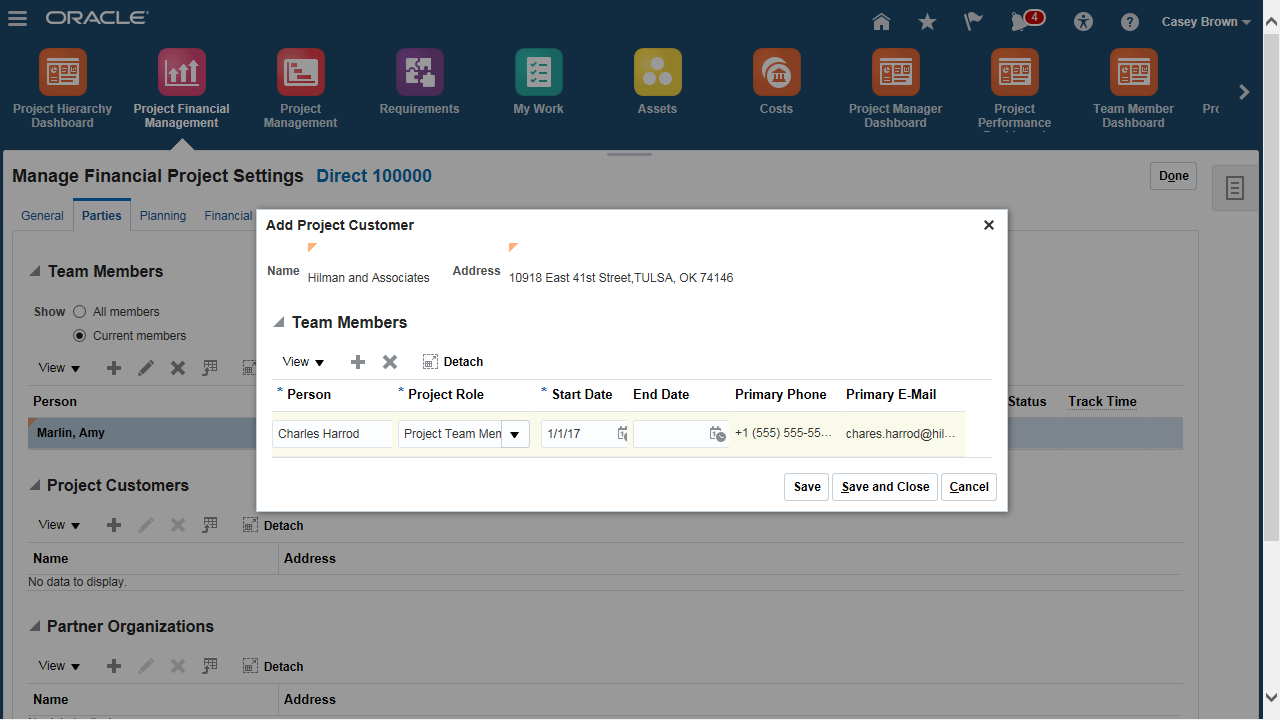 ORACLE
4
Casey Brown
Project Hierarchy Dashboard
Project Financial Management
Project Management
Requirements
My Work
Assets
Costs
Project Manager Dashboard
Project Performance
Team Member Dashboard
Manage Financial Project Settings Direct 100000
Done
General Parties Planning Financial
Team Members
Show All members
Current members
View
Person
Status Track Time
Marlin, Amy
Add Project Customer
Name Hilman and Associates Address 10918 East 41st Street,TULSA, OK 74146
Team Members
View Detach
* Person * Project Role * Start Date End Date Primary Phone Primary E-Mail
Charles Harrod Project Team Mem 1/1/17 +1 (555) 555-55... chares.harrod@hil...
Save Save and Close Cancel
Project Customers
View Detach
Name Address
No data to display.
Partner Organizations
View Detach
Name Address